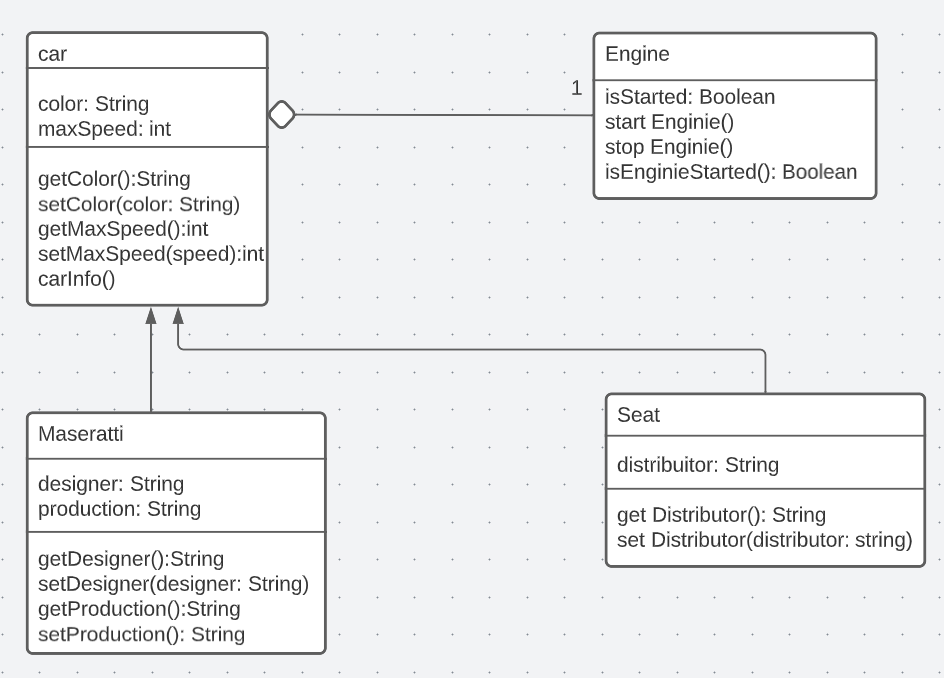 car
color: String
maxSpeed: int
getColor():String
setColor(color: String)
getMaxSpeed():int
setMaxSpeed(speed):int
carInfo()
1
Engine
isStarted: Boolean
start Enginie()
stop Enginie()
isEnginieStarted(): Boolean
Maseratti
designer: String
production: String
getDesigner():String
setDesigner(designer: String)
getProduction():String
setProduction(): String
Seat
distribuitor: String
get Distributor(): String
set Distributor(distributor: string)